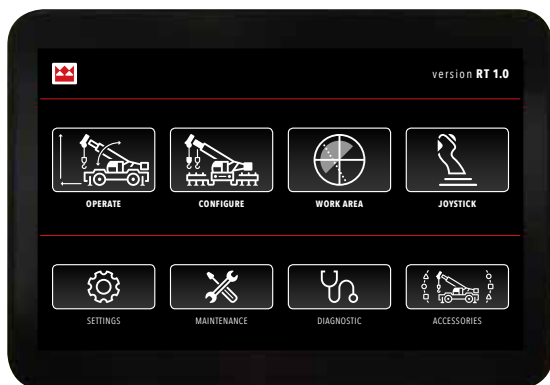 version RT 1.0
OPERATE
CONFIGURE
WORK AREA
JOYSTICK
SETTINGS
MAINTENANCE
DIAGNOSTIC
ACCESSORIES